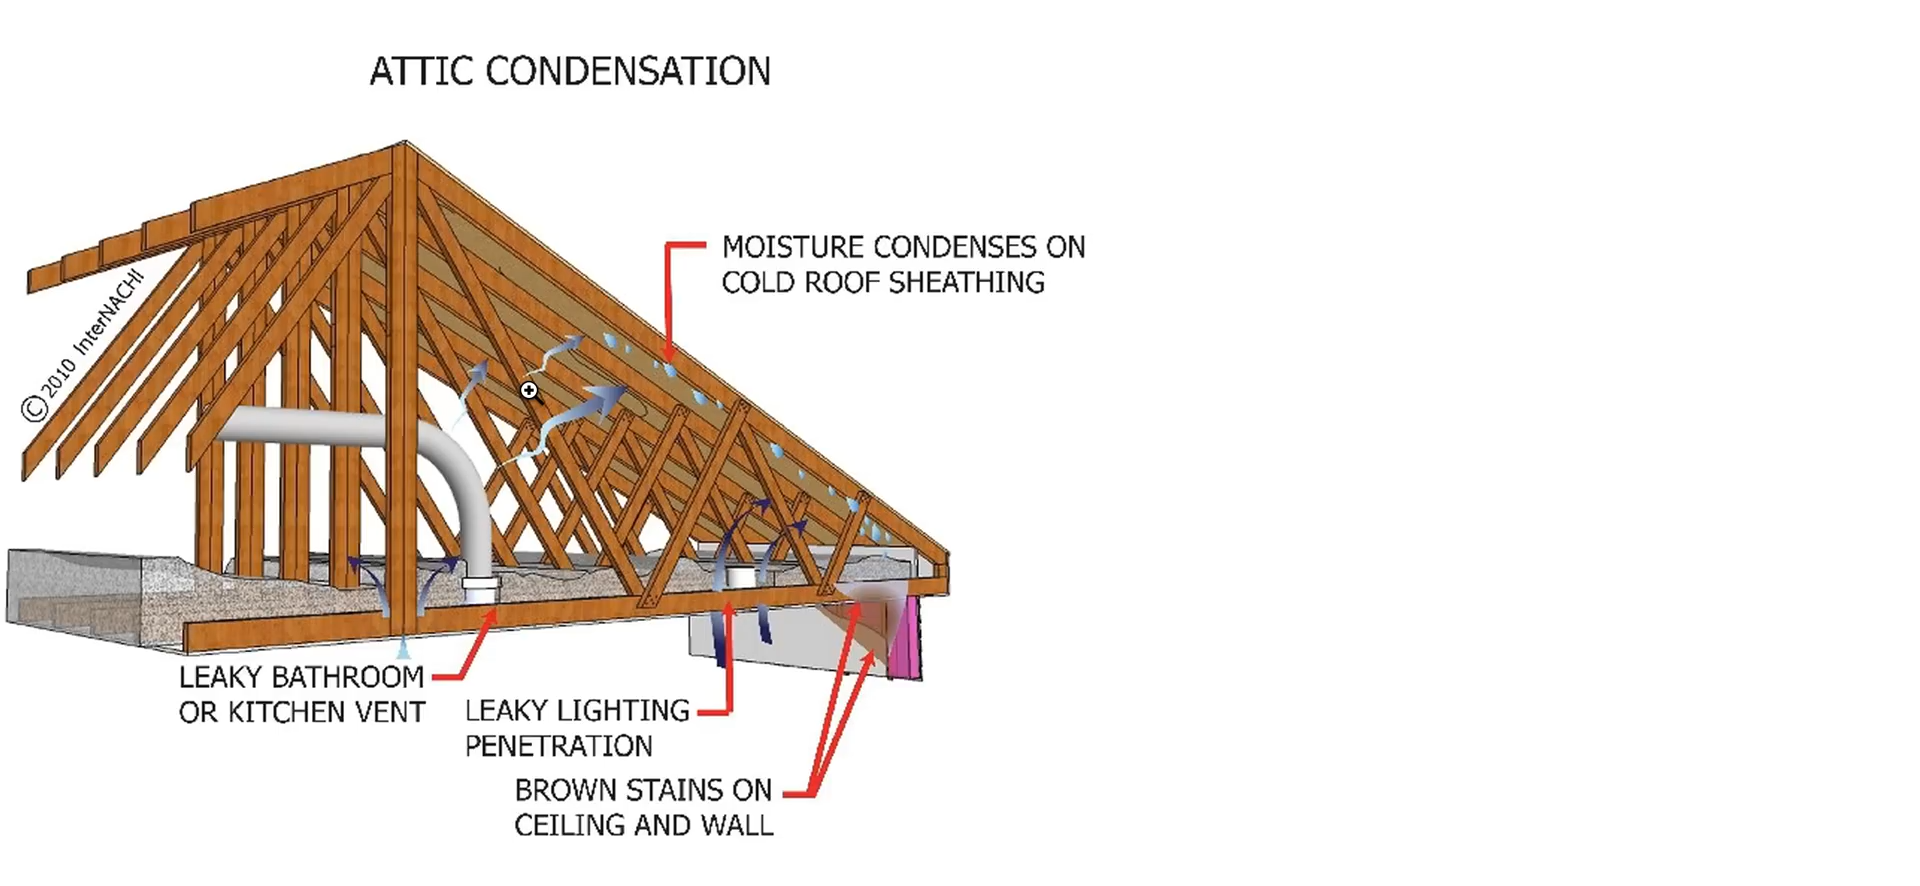 ATTIC CONDENSATION
MOISTURE CONDENSES ON
COLD ROOF SHEATHING
© 2010 InterNACHI
LEAKY BATHROOM
OR KITCHEN VENT
LEAKY LIGHTING
PENETRATION
BROWN STAINS ON
CEILING AND WALL